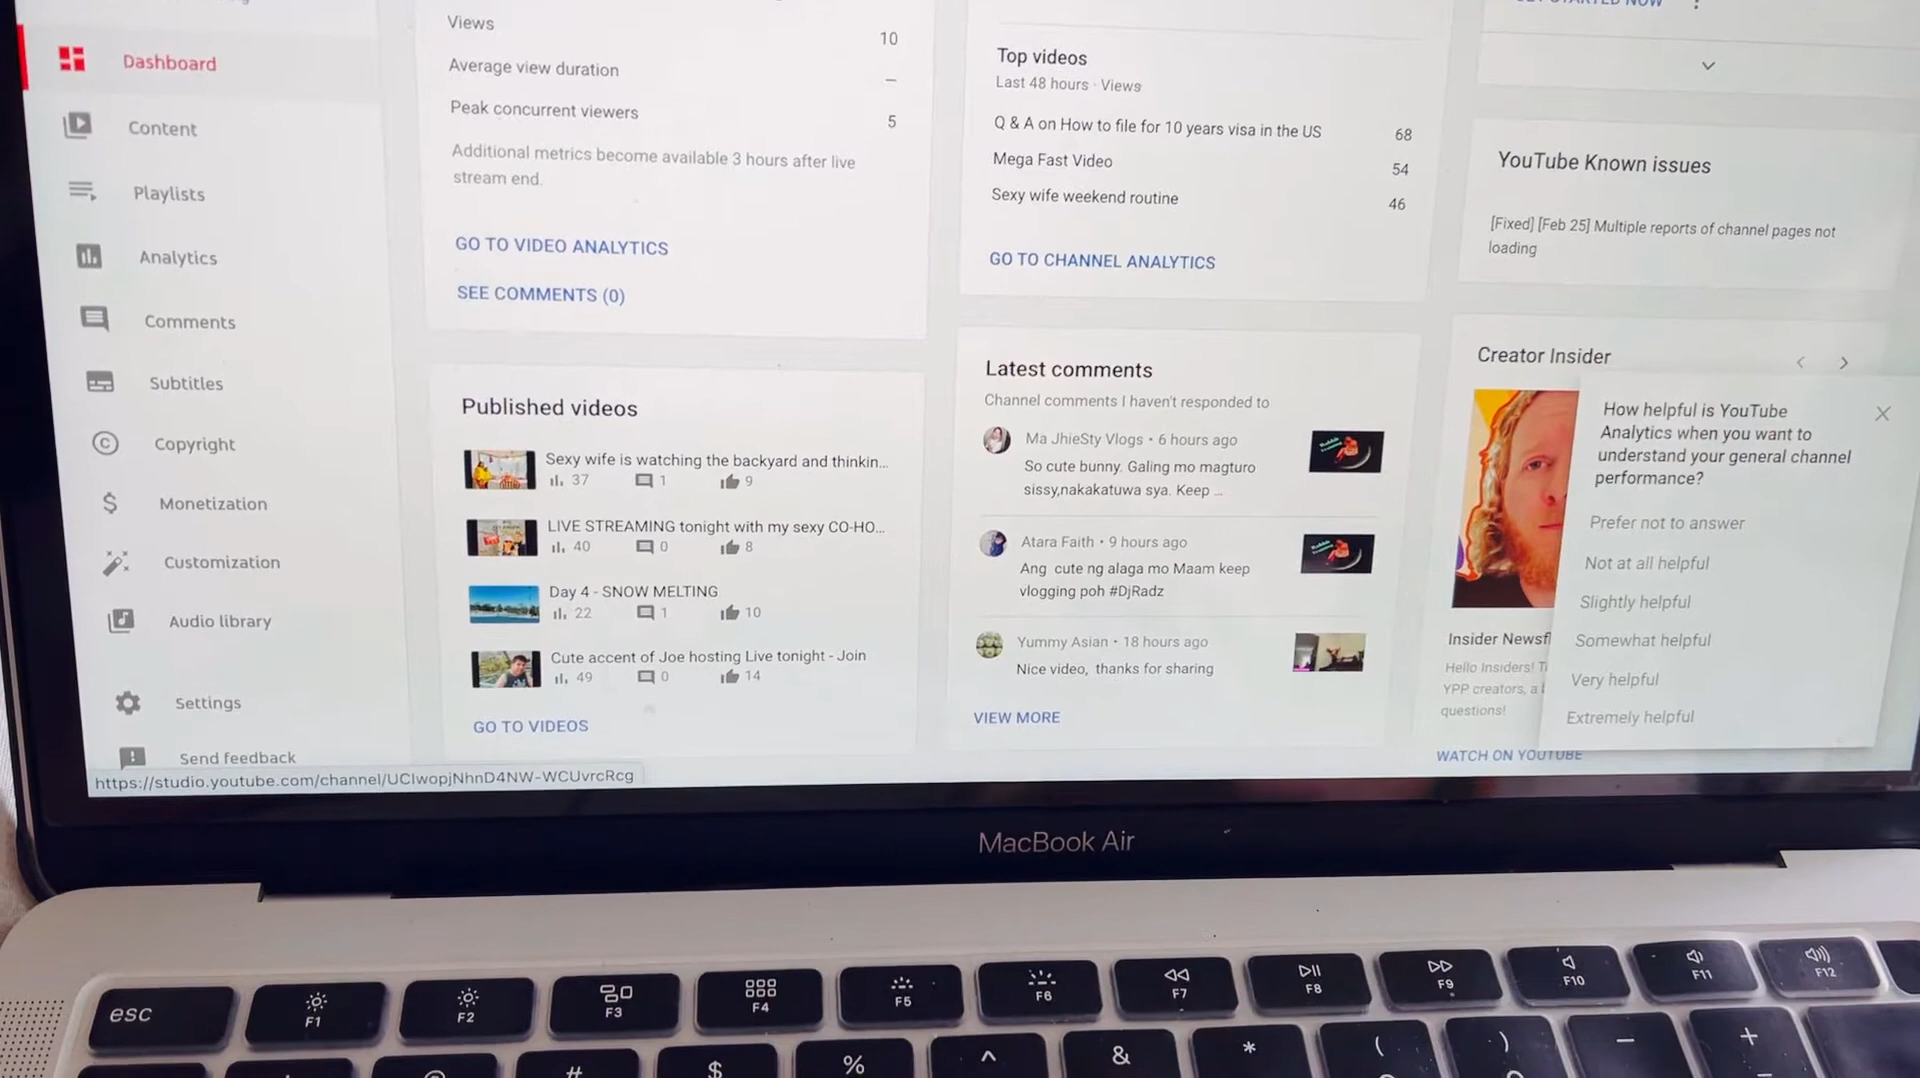 Dashboard
Content
Playlists
Analytics
Comments
Subtitles
Copyright
Monetization
Customization
Audio library
Settings
Send feedback
https://studio.youtube.com/channel/UCIwopjNhnD4NW-WCUvrcRcg
Views
10
Average view duration
—
Peak concurrent viewers
5
Additional metrics become available 3 hours after live
stream end.
GO TO VIDEO ANALYTICS
SEE COMMENTS (0)
Published videos
Sexy wife is watching the backyard and thinkin...
37 1 9
LIVE STREAMING tonight with my sexy CO-HO...
40 0 8
Day 4 - SNOW MELTING
22 1 10
Cute accent of Joe hosting Live tonight - Join
49 0 14
GO TO VIDEOS
Top videos
Last 48 hours · Views
Q & A on How to file for 10 years visa in the US 68
Mega Fast Video 54
Sexy wife weekend routine 46
GO TO CHANNEL ANALYTICS
Latest comments
Channel comments I haven't responded to
Ma JhieSty Vlogs • 6 hours ago
So cute bunny. Galing mo magturo
sissy,nakakatuwa sya. Keep ...
Atara Faith • 9 hours ago
Ang cute ng alaga mo Maam keep
vlogging poh #DjRadz
Yummy Asian • 18 hours ago
Nice video, thanks for sharing
VIEW MORE
GET STARTED NOW
YouTube Known issues
[Fixed] [Feb 25] Multiple reports of channel pages not
loading
Creator Insider
Insider Newsfl
Hello Insiders! T
YPP creators, a
questions!
WATCH ON YOUTUBE
How helpful is YouTube
Analytics when you want to
understand your general channel
performance?
Prefer not to answer
Not at all helpful
Slightly helpful
Somewhat helpful
Very helpful
Extremely helpful
MacBook Air
esc F1 F2 F3 F4 F5 F6 F7 F8 F9 F10 F11 F12
@ # $ % ^ & * ( ) — +